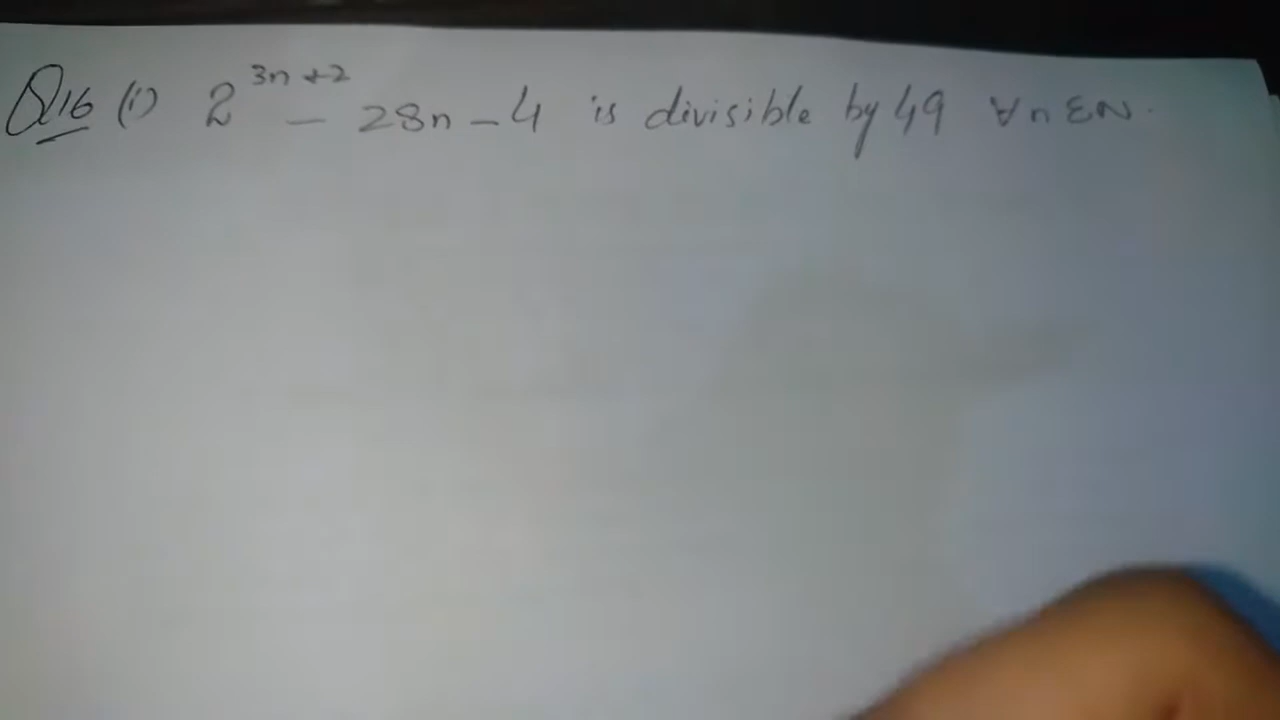 Q16 (i) 2^{3n+2} - 28n - 4 is divisible by 49 ∀n∈N.